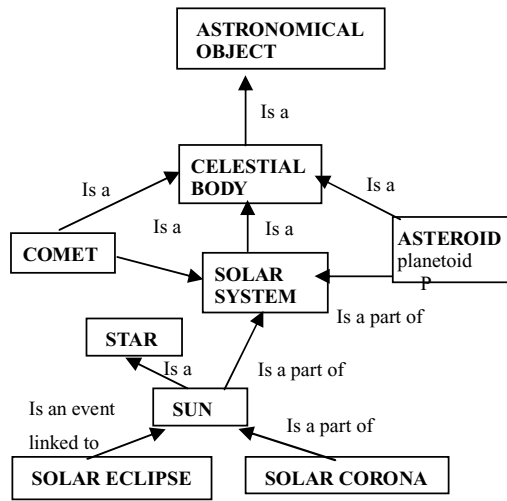 ASTRONOMICAL
OBJECT
Is a
CELESTIAL
BODY
Is a
Is a
Is a
Is a
COMET
SOLAR
SYSTEM
ASTEROID
planetoid
P
Is a part of
STAR
Is a
Is a part of
Is an event
linked to
SUN
Is a part of
SOLAR ECLIPSE
SOLAR CORONA